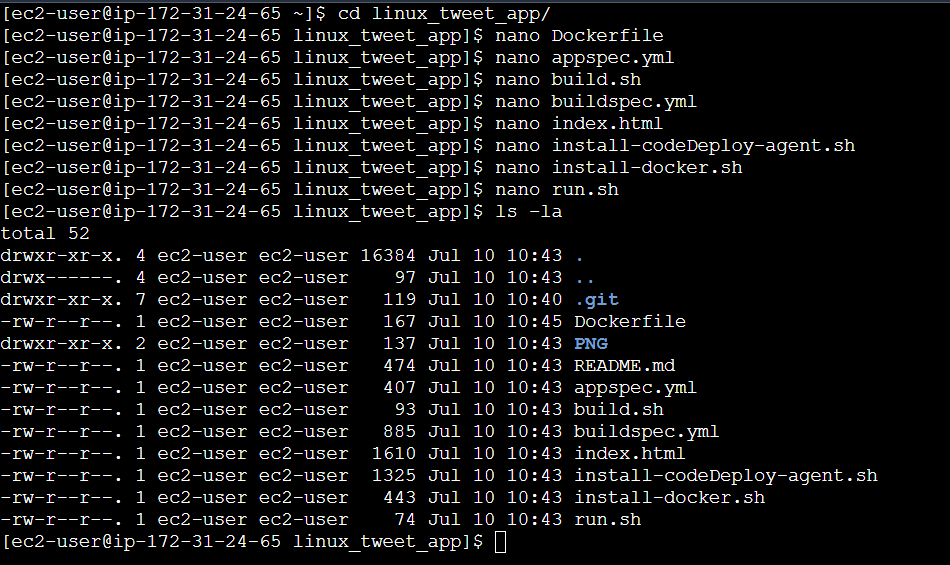 [ec2-user@ip-172-31-24-65 ~]$ cd linux_tweet_app/
[ec2-user@ip-172-31-24-65 linux_tweet_app]$ nano Dockerfile
[ec2-user@ip-172-31-24-65 linux_tweet_app]$ nano appspec.yml
[ec2-user@ip-172-31-24-65 linux_tweet_app]$ nano build.sh
[ec2-user@ip-172-31-24-65 linux_tweet_app]$ nano buildspec.yml
[ec2-user@ip-172-31-24-65 linux_tweet_app]$ nano index.html
[ec2-user@ip-172-31-24-65 linux_tweet_app]$ nano install-codeDeploy-agent.sh
[ec2-user@ip-172-31-24-65 linux_tweet_app]$ nano install-docker.sh
[ec2-user@ip-172-31-24-65 linux_tweet_app]$ nano run.sh
[ec2-user@ip-172-31-24-65 linux_tweet_app]$ ls -la
total 52
drwxr-xr-x. 4 ec2-user ec2-user 16384 Jul 10 10:43 .
drwx------. 4 ec2-user ec2-user    97 Jul 10 10:43 ..
drwxr-xr-x. 7 ec2-user ec2-user   119 Jul 10 10:40 .git
-rw-r--r--. 1 ec2-user ec2-user   167 Jul 10 10:45 Dockerfile
drwxr-xr-x. 2 ec2-user ec2-user   137 Jul 10 10:43 PNG
-rw-r--r--. 1 ec2-user ec2-user   474 Jul 10 10:43 README.md
-rw-r--r--. 1 ec2-user ec2-user   407 Jul 10 10:43 appspec.yml
-rw-r--r--. 1 ec2-user ec2-user    93 Jul 10 10:43 build.sh
-rw-r--r--. 1 ec2-user ec2-user   885 Jul 10 10:43 buildspec.yml
-rw-r--r--. 1 ec2-user ec2-user  1610 Jul 10 10:43 index.html
-rw-r--r--. 1 ec2-user ec2-user  1325 Jul 10 10:43 install-codeDeploy-agent.sh
-rw-r--r--. 1 ec2-user ec2-user   443 Jul 10 10:43 install-docker.sh
-rw-r--r--. 1 ec2-user ec2-user    74 Jul 10 10:43 run.sh
[ec2-user@ip-172-31-24-65 linux_tweet_app]$